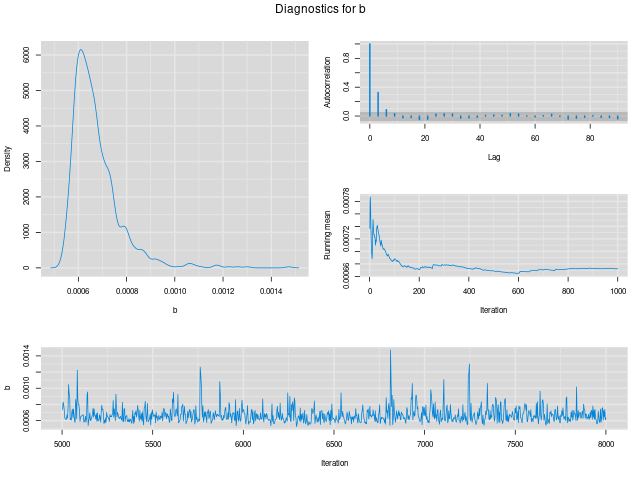 Diagnostics for b
Density
0 1000 2000 3000 4000 5000 6000
0.0006 0.0008 0.0010 0.0012 0.0014
b
Autocorrelation
0.0 0.4 0.8
0 20 40 60 80
Lag
Running mean
0.00066 0.00072 0.00078
0 200 400 600 800 1000
Iteration
b
0.0006 0.0010 0.0014
5000 5500 6000 6500 7000 7500 8000
Iteration